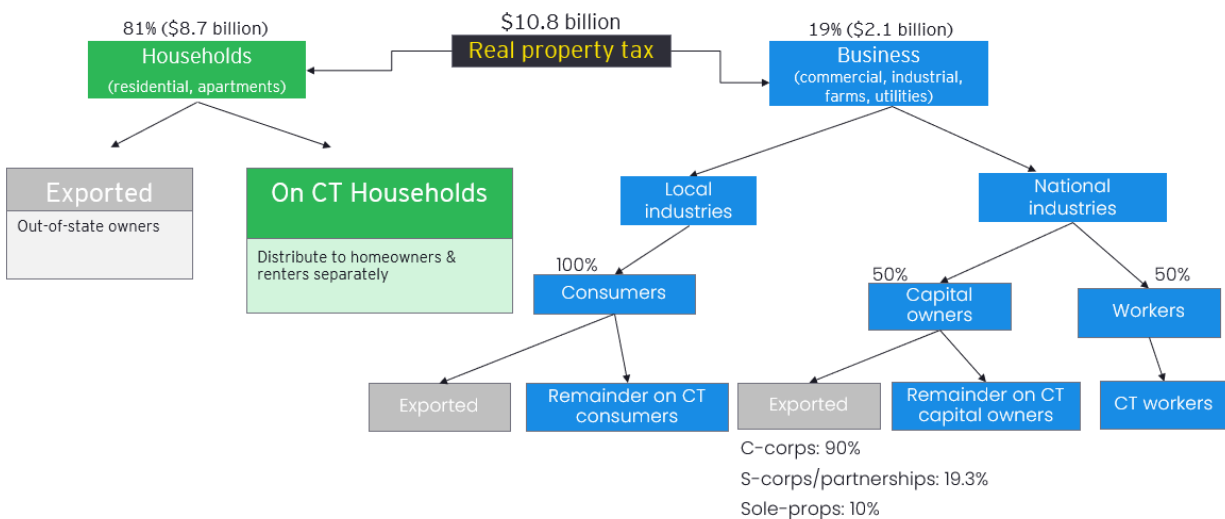 $10.8 billion
Real property tax
81% ($8.7 billion)
Households
(residential, apartments)
19% ($2.1 billion)
Business
(commercial, industrial,
farms, utilities)
Exported
Out-of-state owners
On CT Households
Distribute to homeowners &
renters separately
Local
industries
National
industries
100%
Consumers
50%
Capital
owners
50%
Workers
Exported
Remainder on CT
consumers
Exported
Remainder on CT
capital owners
CT workers
C-corps: 90%
S-corps/partnerships: 19.3%
Sole-props: 10%